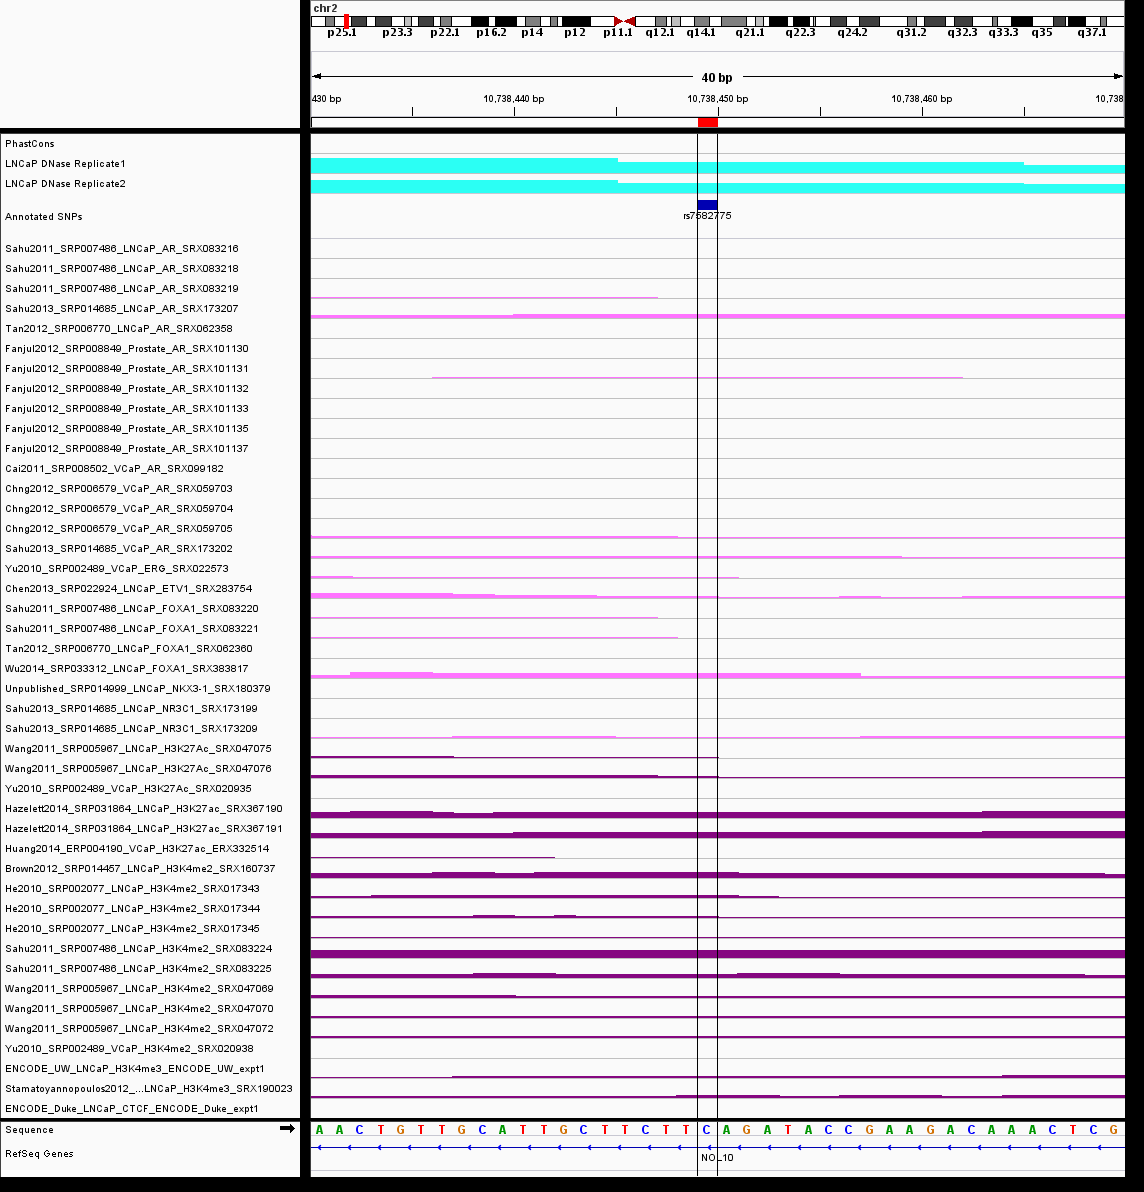 chr2
p25.1 p23.3 p22.1 p16.2 p14 p12 p11.1 q12.1 q14.1 q21.1 q22.3 q24.2 q31.2 q32.3 q33.3 q35 q37.1
40 bp
430 bp 10,738,440 bp 10,738,450 bp 10,738,460 bp 10,738
PhastCons
LNCaP DNase Replicate1
LNCaP DNase Replicate2
Annotated SNPs rs7582775
Sahu2011_SRP007486_LNCaP_AR_SRX083216
Sahu2011_SRP007486_LNCaP_AR_SRX083218
Sahu2011_SRP007486_LNCaP_AR_SRX083219
Sahu2013_SRP014685_LNCaP_AR_SRX173207
Tan2012_SRP006770_LNCaP_AR_SRX062358
Fanjul2012_SRP008849_Prostate_AR_SRX101130
Fanjul2012_SRP008849_Prostate_AR_SRX101131
Fanjul2012_SRP008849_Prostate_AR_SRX101132
Fanjul2012_SRP008849_Prostate_AR_SRX101133
Fanjul2012_SRP008849_Prostate_AR_SRX101135
Fanjul2012_SRP008849_Prostate_AR_SRX101137
Cai2011_SRP008502_VCaP_AR_SRX099182
Chng2012_SRP006579_VCaP_AR_SRX059703
Chng2012_SRP006579_VCaP_AR_SRX059704
Chng2012_SRP006579_VCaP_AR_SRX059705
Sahu2013_SRP014685_VCaP_AR_SRX173202
Yu2010_SRP002489_VCaP_ERG_SRX022573
Chen2013_SRP022924_LNCaP_ETV1_SRX283754
Sahu2011_SRP007486_LNCaP_FOXA1_SRX083220
Sahu2011_SRP007486_LNCaP_FOXA1_SRX083221
Tan2012_SRP006770_LNCaP_FOXA1_SRX062360
Wu2014_SRP033312_LNCaP_FOXA1_SRX383817
Unpublished_SRP014999_LNCaP_NKX3-1_SRX180379
Sahu2013_SRP014685_LNCaP_NR3C1_SRX173199
Sahu2013_SRP014685_LNCaP_NR3C1_SRX173209
Wang2011_SRP005967_LNCaP_H3K27Ac_SRX047075
Wang2011_SRP005967_LNCaP_H3K27Ac_SRX047076
Yu2010_SRP002489_VCaP_H3K27Ac_SRX020935
Hazelett2014_SRP031864_LNCaP_H3K27ac_SRX367190
Hazelett2014_SRP031864_LNCaP_H3K27ac_SRX367191
Huang2014_ERP004190_VCaP_H3K27ac_ERX332514
Brown2012_SRP014457_LNCaP_H3K4me2_SRX160737
He2010_SRP002077_LNCaP_H3K4me2_SRX017343
He2010_SRP002077_LNCaP_H3K4me2_SRX017344
He2010_SRP002077_LNCaP_H3K4me2_SRX017345
Sahu2011_SRP007486_LNCaP_H3K4me2_SRX083224
Sahu2011_SRP007486_LNCaP_H3K4me2_SRX083225
Wang2011_SRP005967_LNCaP_H3K4me2_SRX047069
Wang2011_SRP005967_LNCaP_H3K4me2_SRX047070
Wang2011_SRP005967_LNCaP_H3K4me2_SRX047072
Yu2010_SRP002489_VCaP_H3K4me2_SRX020938
ENCODE_UW_LNCaP_H3K4me3_ENCODE_UW_expt1
Stamatoyannopoulos2012_...LNCaP_H3K4me3_SRX190023
ENCODE_Duke_LNCaP_CTCF_ENCODE_Duke_expt1
Sequence A A C T G T T G C A T T G C T T C T T C A G A T A C C G A A G A C A A A C T C G
RefSeq Genes NOL10